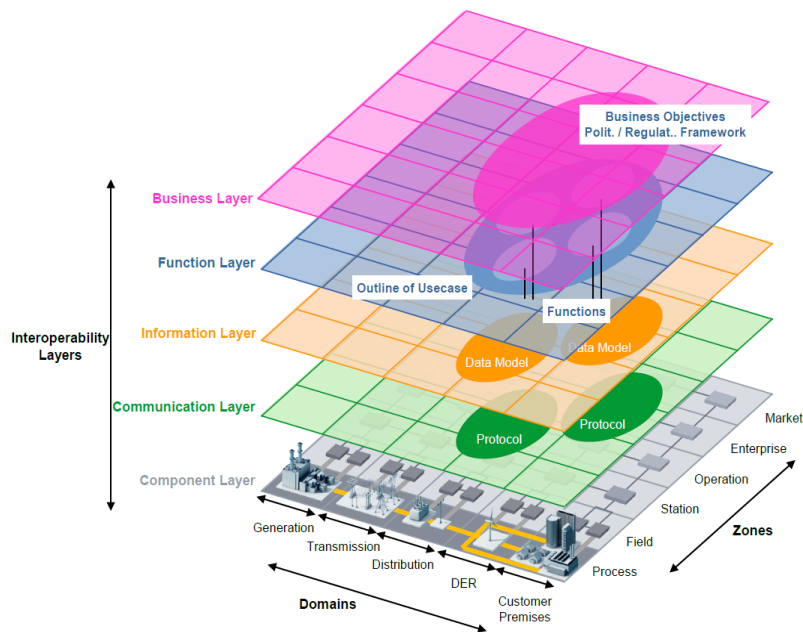 Business Objectives
Polit. / Regulat.. Framework
Business Layer
Function Layer
Outline of Usecase
Functions
Interoperability
Layers
Information Layer
Data Model
Data Model
Communication Layer
Protocol
Protocol
Component Layer
Market
Enterprise
Operation
Station
Field
Process
Zones
Generation
Transmission
Distribution
DER
Customer
Premises
Domains